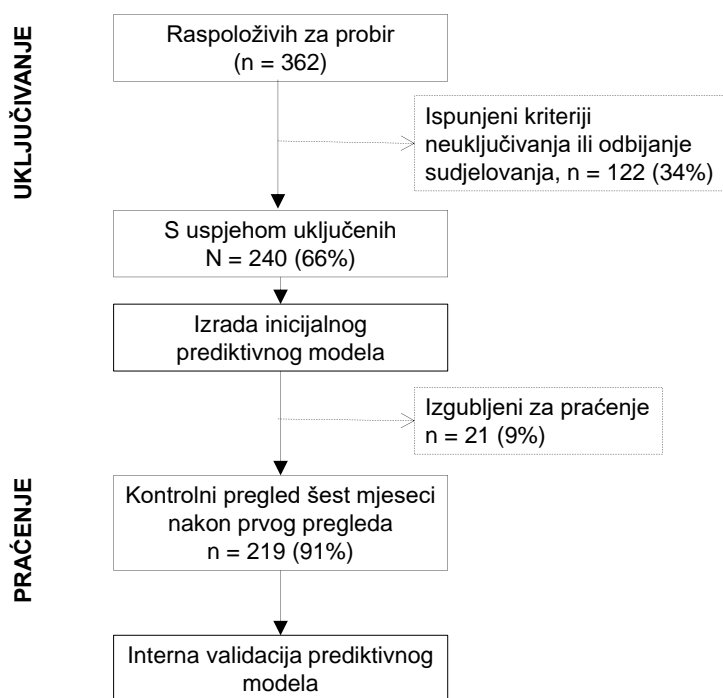 UKLJUČIVANJE
Raspoloživih za probir
(n = 362)
Ispunjeni kriteriji
neuključivanja ili odbijanje
sudjelovanja, n = 122 (34%)
S uspjehom uključenih
N = 240 (66%)
Izrada inicijalnog
prediktivnog modela
Izgubljeni za praćenje
n = 21 (9%)
PRAĆENJE
Kontrolni pregled šest mjeseci
nakon prvog pregleda
n = 219 (91%)
Interna validacija prediktivnog
modela